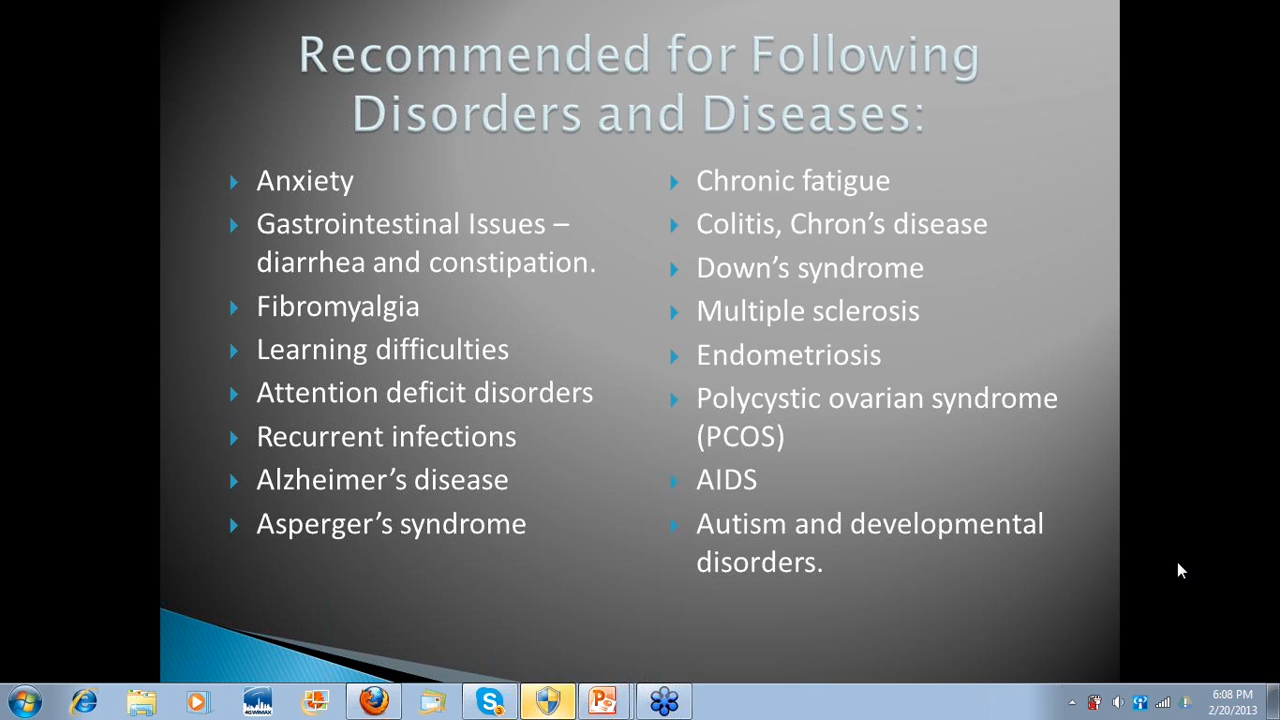 Recommended for Following
Disorders and Diseases:
Anxiety
Gastrointestinal Issues –
diarrhea and constipation.
Fibromyalgia
Learning difficulties
Attention deficit disorders
Recurrent infections
Alzheimer’s disease
Asperger’s syndrome
Chronic fatigue
Colitis, Chron’s disease
Down’s syndrome
Multiple sclerosis
Endometriosis
Polycystic ovarian syndrome
(PCOS)
AIDS
Autism and developmental
disorders.
4G WIMAX
6:08 PM
2/20/2013